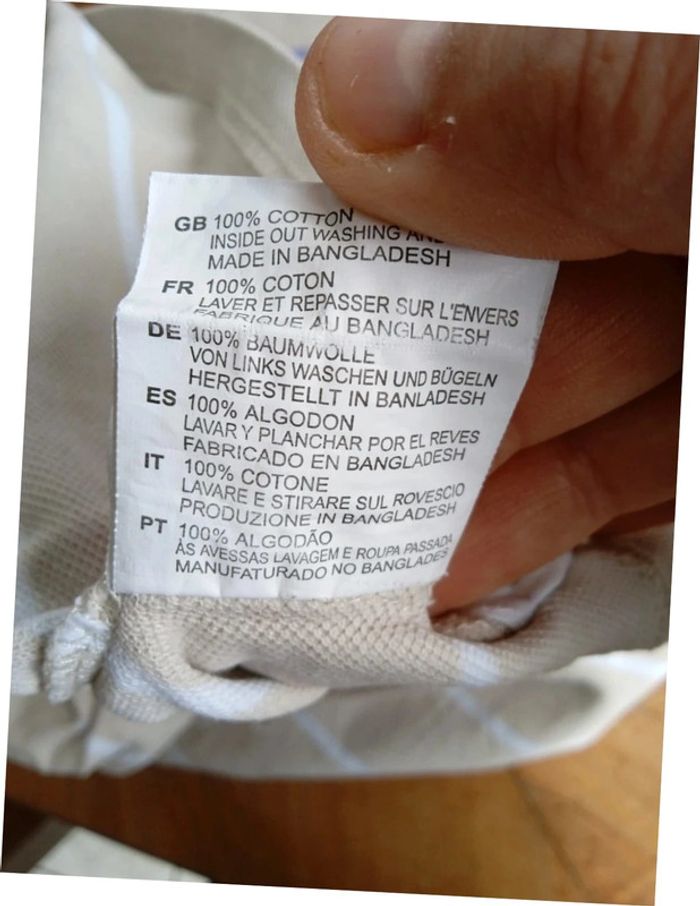 GB 100% COTTON
INSIDE OUT WASHING AND
MADE IN BANGLADESH
FR 100% COTON
LAVER ET REPASSER SUR L'ENVERS
FABRIQUE AU BANGLADESH
DE 100% BAUMWOLLE
VON LINKS WASCHEN UND BÜGELN
HERGESTELLT IN BANLADESH
ES 100% ALGODON
LAVAR Y PLANCHAR POR EL REVES
FABRICADO EN BANGLADESH
IT 100% COTONE
LAVARE E STIRARE SUL ROVESCIO
PRODUZIONE IN BANGLADESH
PT 100% ALGODÃO
ÀS AVESSAS LAVAGEM E ROUPA PASSADA
MANUFATURADO NO BANGLADES